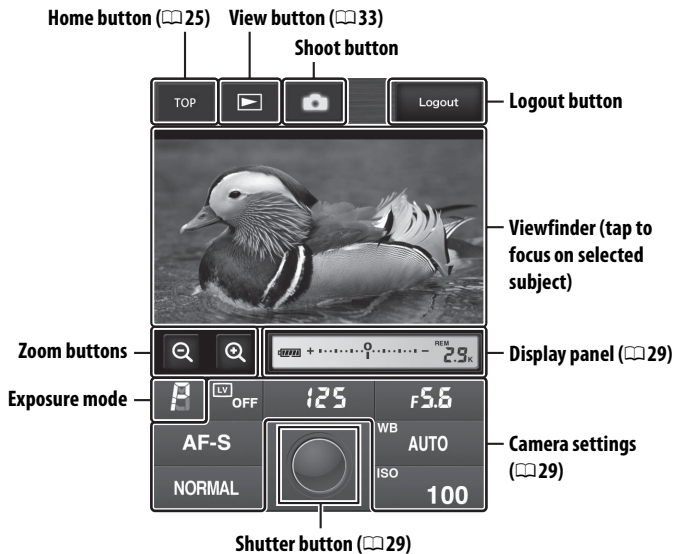 Home button (25)
View button (33)
Shoot button
TOP
Logout
Logout button
Viewfinder (tap to
focus on selected
subject)
Zoom buttons
+ 0 −
REM
2.9K
Display panel (29)
Exposure mode
P
LV OFF
125
F5.6
AF-S
WB
AUTO
Camera settings
(29)
NORMAL
ISO
100
Shutter button (29)